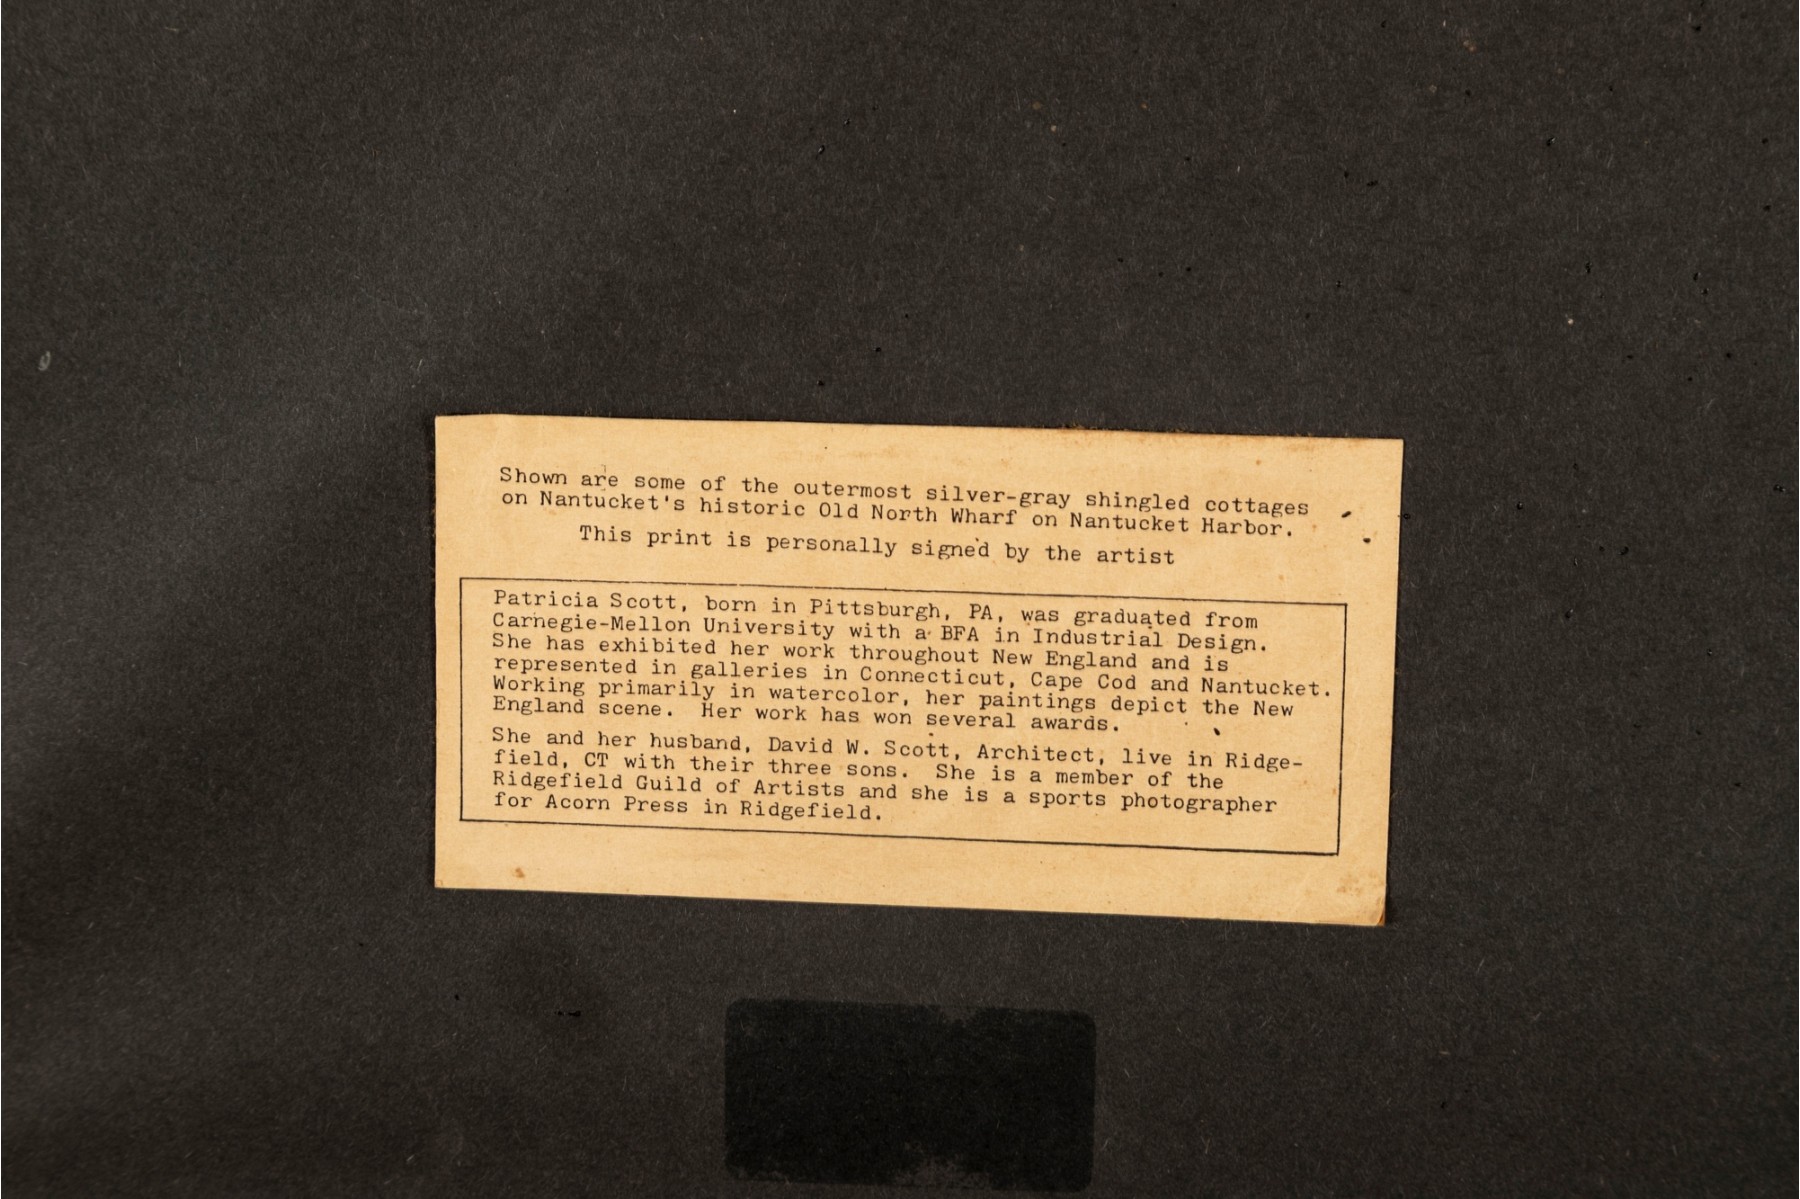 Shown are some of the outermost silver-gray shingled cottages
on Nantucket's historic Old North Wharf on Nantucket Harbor.
This print is personally signed by the artist
Patricia Scott, born in Pittsburgh, PA, was graduated from
Carnegie-Mellon University with a BFA in Industrial Design.
She has exhibited her work throughout New England and is
represented in galleries in Connecticut, Cape Cod and Nantucket.
Working primarily in watercolor, her paintings depict the New
England scene.  Her work has won several awards.
She and her husband, David W. Scott, Architect, live in Ridge-
field, CT with their three sons.  She is a member of the
Ridgefield Guild of Artists and she is a sports photographer
for Acorn Press in Ridgefield.